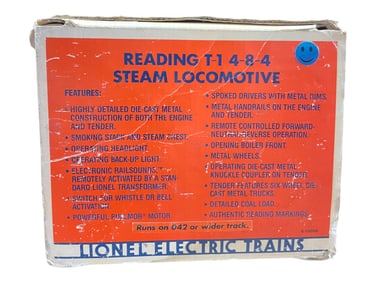 READING T-1 4-8-4
STEAM LOCOMOTIVE
FEATURES:
• HIGHLY DETAILED DIE-CAST METAL
CONSTRUCTION OF BOTH THE ENGINE
AND TENDER.
• SMOKING STACK AND STEAM CHEST.
• OPERATING HEADLIGHT.
• OPERATING BACK-UP LIGHT.
• ELECTRONIC RAILSOUNDS™
REMOTELY ACTIVATED BY A STAN-
DARD LIONEL TRANSFORMER.
• SWITCH FOR WHISTLE OR BELL
ACTIVATION.
• POWERFUL PULLMOR® MOTOR.
• SPOKED DRIVERS WITH METAL RIMS.
• METAL HANDRAILS ON THE ENGINE
AND TENDER.
• REMOTE CONTROLLED FORWARD-
NEUTRAL-REVERSE OPERATION.
• OPENING BOILER FRONT.
• METAL WHEELS.
• OPERATING DIE-CAST METAL
KNUCKLE COUPLER ON TENDER.
• TENDER FEATURES SIX-WHEEL DIE-
CAST METAL TRUCKS.
• DETAILED COAL LOAD.
• AUTHENTIC READING MARKINGS.
Runs on 042 or wider track.
LIONEL ELECTRIC TRAINS